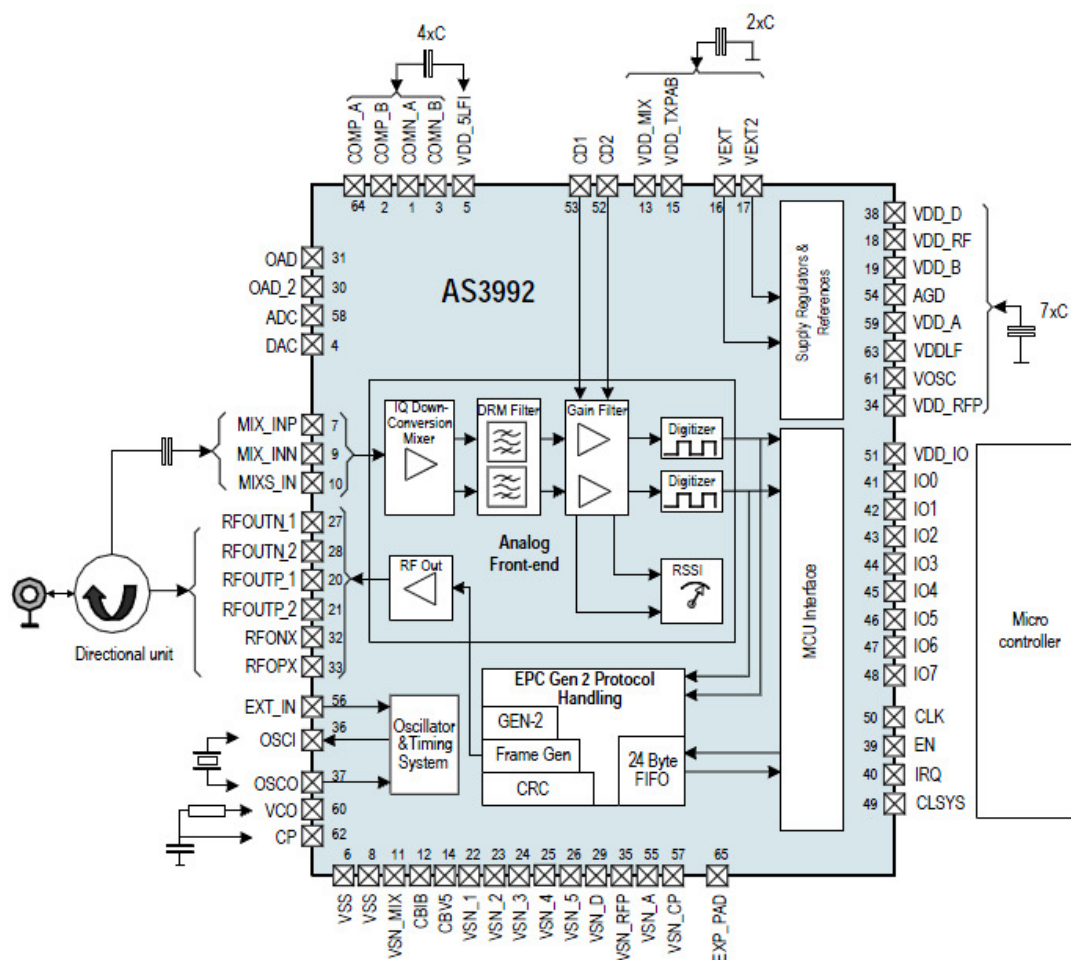 4xC
2xC
COMP_A
COMP_B
COMN_A
COMN_B
VDD_5LFI
CD1
CD2
VDD_MIX
VDD_TXPAB
VEXT
VEXT2
64
2
1
3
5
53
52
13
15
16
17
AS3992
OAD 31
OAD_2 30
ADC 58
DAC 4
MIX_INP 7
MIX_INN 9
MIXS_IN 10
RFOUTN_1 27
RFOUTN_2 28
RFOUTP_1 20
RFOUTP_2 21
RFONX 32
RFOPX 33
Directional unit
EXT_IN 56
OSCI 36
OSCO 37
VCO 60
CP 62
Supply Regulators &
References
38 VDD_D
18 VDD_RF
19 VDD_B
54 AGD
59 VDD_A
63 VDDLF
61 VOSC
34 VDD_RFP
7xC
IQ Down-
Conversion
Mixer
DRM Filter
Gain Filter
Digitizer
Digitizer
Analog
Front-end
RF Out
RSSI
MCU Interface
51 VDD_IO
41 IO0
42 IO1
43 IO2
44 IO3
45 IO4
46 IO5
47 IO6
48 IO7
50 CLK
39 EN
40 IRQ
49 CLSYS
Micro
controller
Oscillator
&Timing
System
EPC Gen 2 Protocol
Handling
GEN-2
Frame Gen
CRC
24 Byte
FIFO
6
8
11
12
14
22
23
24
25
26
29
35
55
57
65
VSS
VSS
VSN_MIX
CBIB
CBV5
VSN_1
VSN_2
VSN_3
VSN_4
VSN_5
VSN_D
VSN_RFP
VSN_A
VSN_CP
EXP_PAD